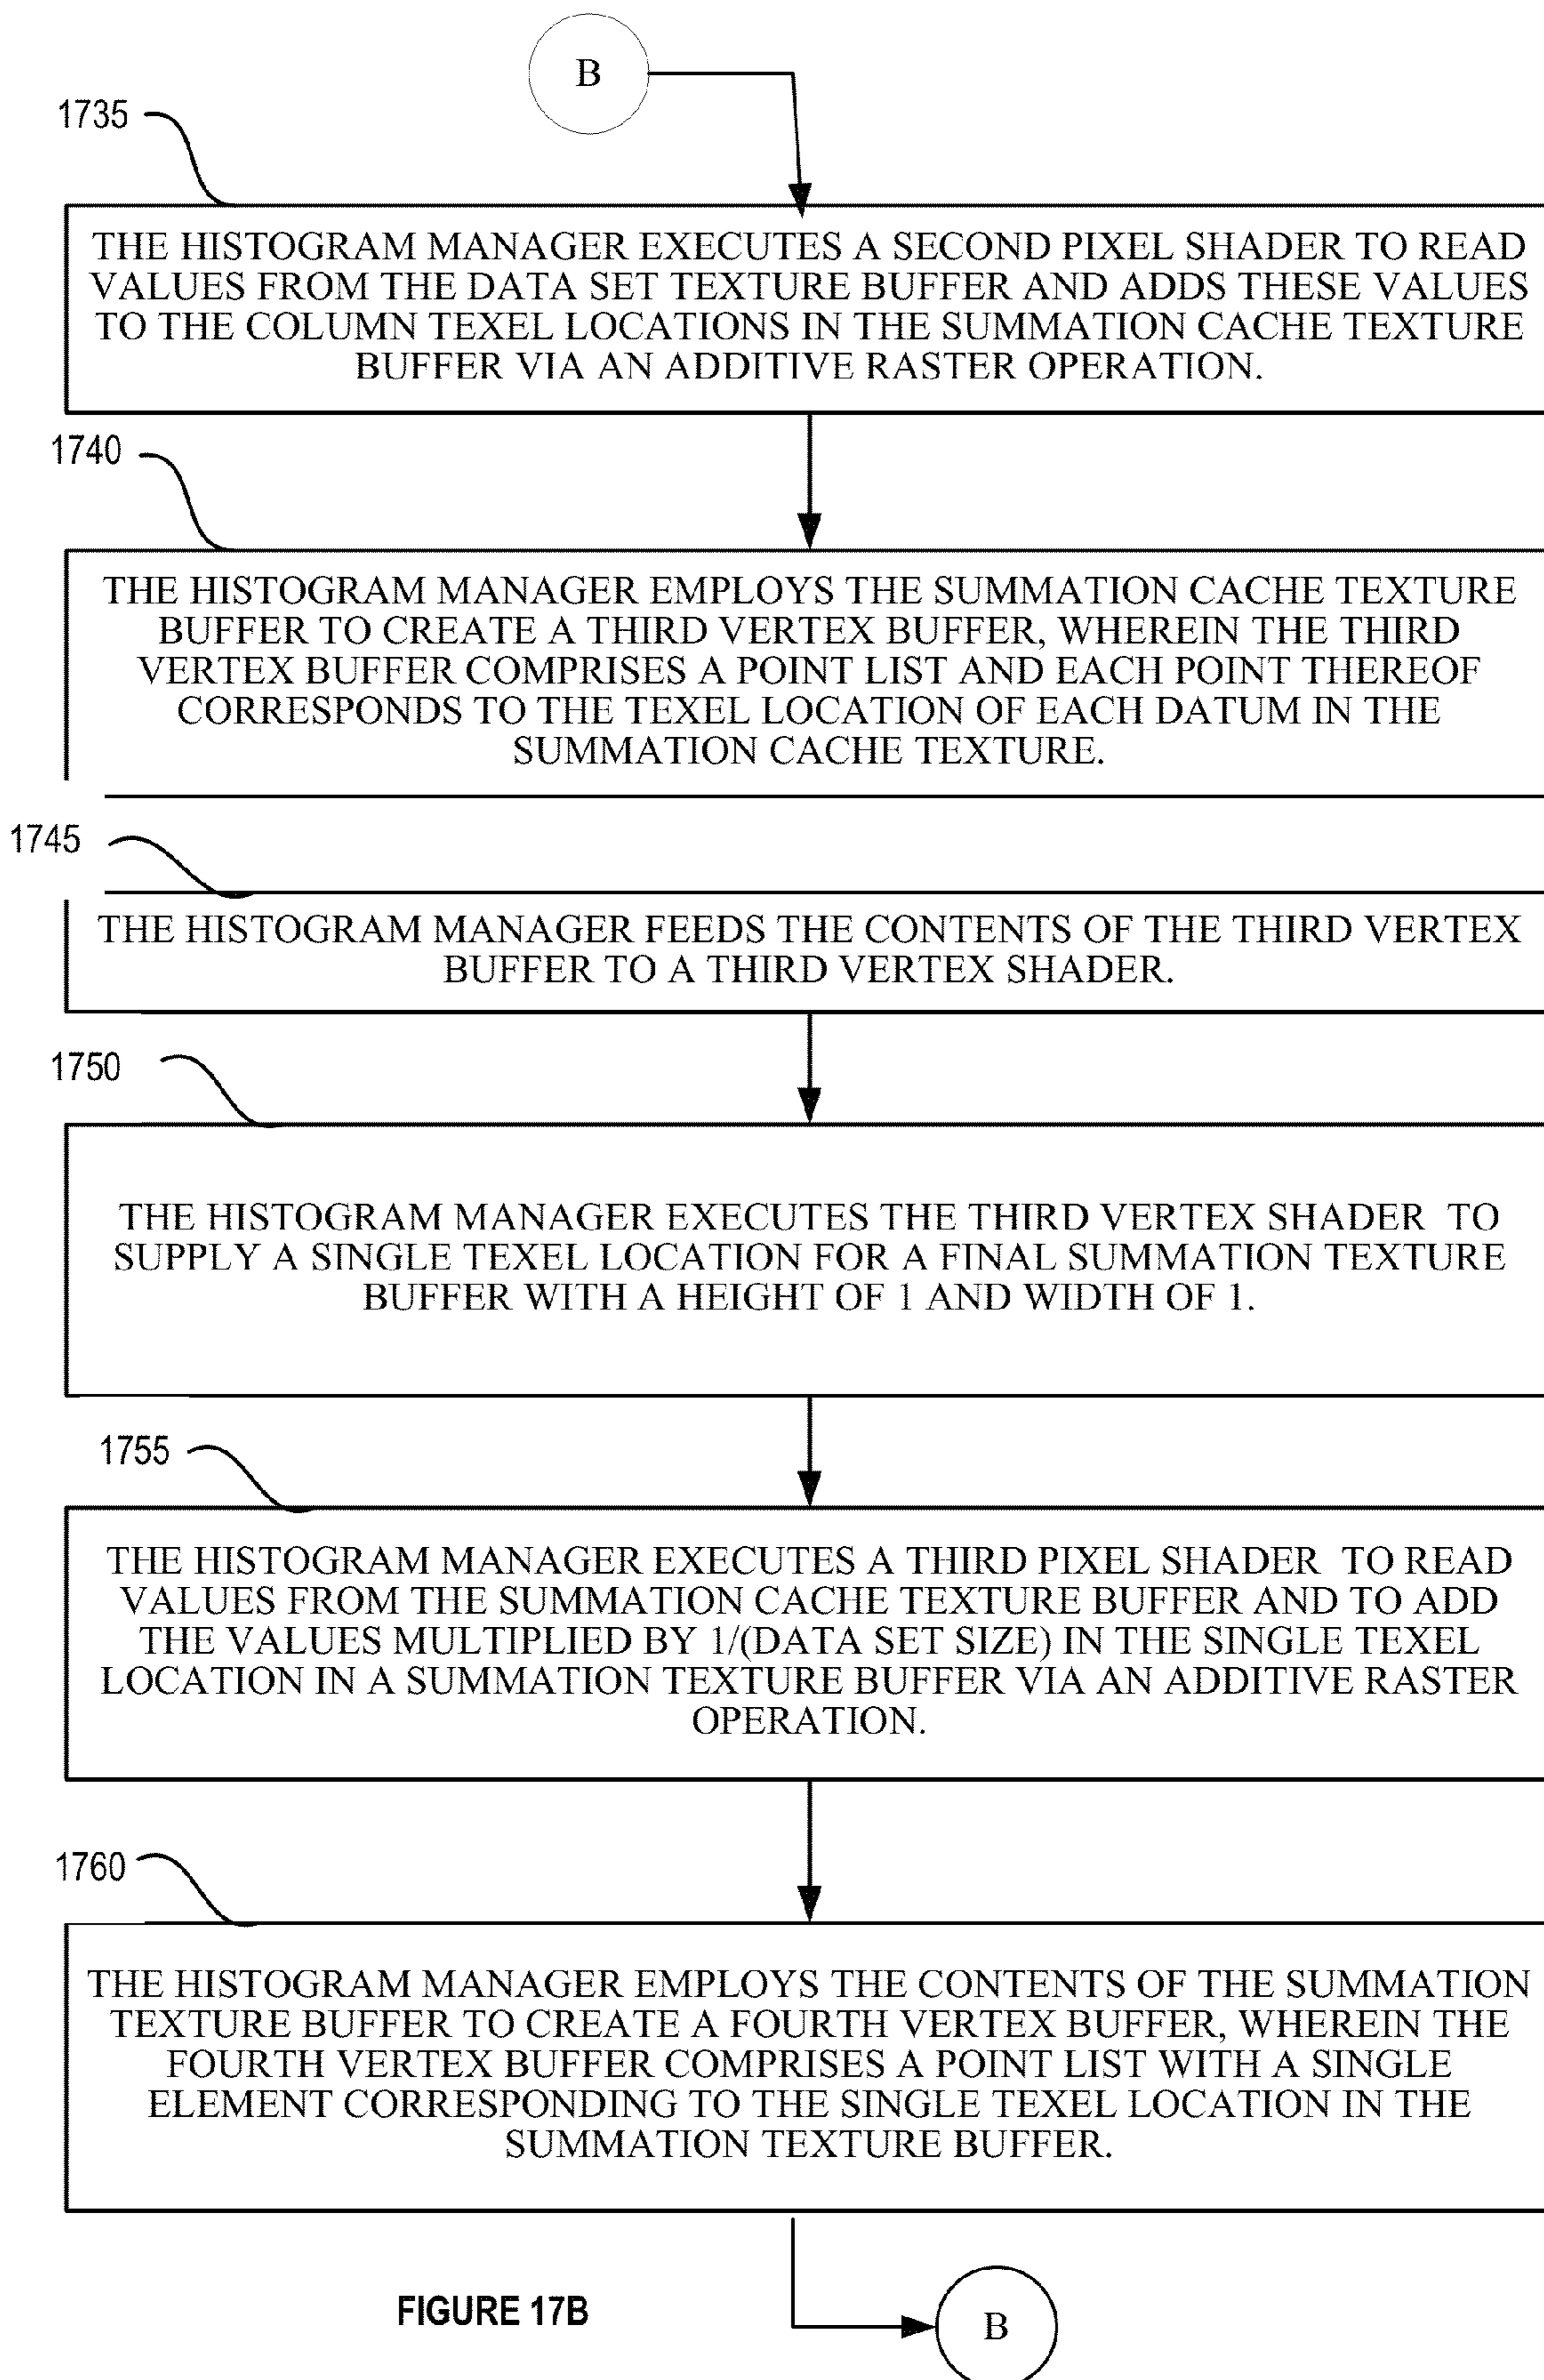 B
1735
THE HISTOGRAM MANAGER EXECUTES A SECOND PIXEL SHADER TO READ
VALUES FROM THE DATA SET TEXTURE BUFFER AND ADDS THESE VALUES
TO THE COLUMN TEXEL LOCATIONS IN THE SUMMATION CACHE TEXTURE
BUFFER VIA AN ADDITIVE RASTER OPERATION.
1740
THE HISTOGRAM MANAGER EMPLOYS THE SUMMATION CACHE TEXTURE
BUFFER TO CREATE A THIRD VERTEX BUFFER, WHEREIN THE THIRD
VERTEX BUFFER COMPRISES A POINT LIST AND EACH POINT THEREOF
CORRESPONDS TO THE TEXEL LOCATION OF EACH DATUM IN THE
SUMMATION CACHE TEXTURE.
1745
THE HISTOGRAM MANAGER FEEDS THE CONTENTS OF THE THIRD VERTEX
BUFFER TO A THIRD VERTEX SHADER.
1750
THE HISTOGRAM MANAGER EXECUTES THE THIRD VERTEX SHADER TO
SUPPLY A SINGLE TEXEL LOCATION FOR A FINAL SUMMATION TEXTURE
BUFFER WITH A HEIGHT OF 1 AND WIDTH OF 1.
1755
THE HISTOGRAM MANAGER EXECUTES A THIRD PIXEL SHADER TO READ
VALUES FROM THE SUMMATION CACHE TEXTURE BUFFER AND TO ADD
THE VALUES MULTIPLIED BY 1/(DATA SET SIZE) IN THE SINGLE TEXEL
LOCATION IN A SUMMATION TEXTURE BUFFER VIA AN ADDITIVE RASTER
OPERATION.
1760
THE HISTOGRAM MANAGER EMPLOYS THE CONTENTS OF THE SUMMATION
TEXTURE BUFFER TO CREATE A FOURTH VERTEX BUFFER, WHEREIN THE
FOURTH VERTEX BUFFER COMPRISES A POINT LIST WITH A SINGLE
ELEMENT CORRESPONDING TO THE SINGLE TEXEL LOCATION IN THE
SUMMATION TEXTURE BUFFER.
FIGURE 17B
B